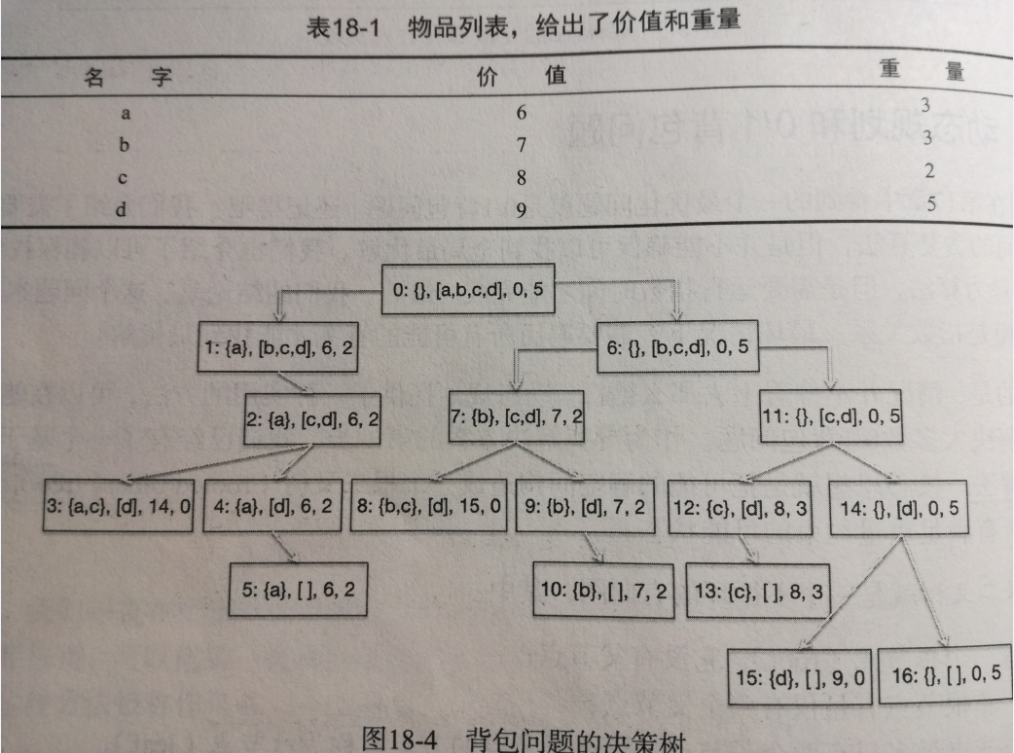 表18-1 物品列表，给出了价值和重量
名 字 价 值 重 量
a 6 3
b 7 3
c 8 2
d 9 5
0: {}, [a,b,c,d], 0, 5
1: {a}, [b,c,d], 6, 2 6: {}, [b,c,d], 0, 5
2: {a}, [c,d], 6, 2 7: {b}, [c,d], 7, 2 11: {}, [c,d], 0, 5
3: {a,c}, [d], 14, 0 4: {a}, [d], 6, 2 8: {b,c}, [d], 15, 0 9: {b}, [d], 7, 2 12: {c}, [d], 8, 3 14: {}, [d], 0, 5
5: {a}, [ ], 6, 2 10: {b}, [ ], 7, 2 13: {c}, [ ], 8, 3
15: {d}, [ ], 9, 0 16: {}, [ ], 0, 5
图18-4 背包问题的决策树